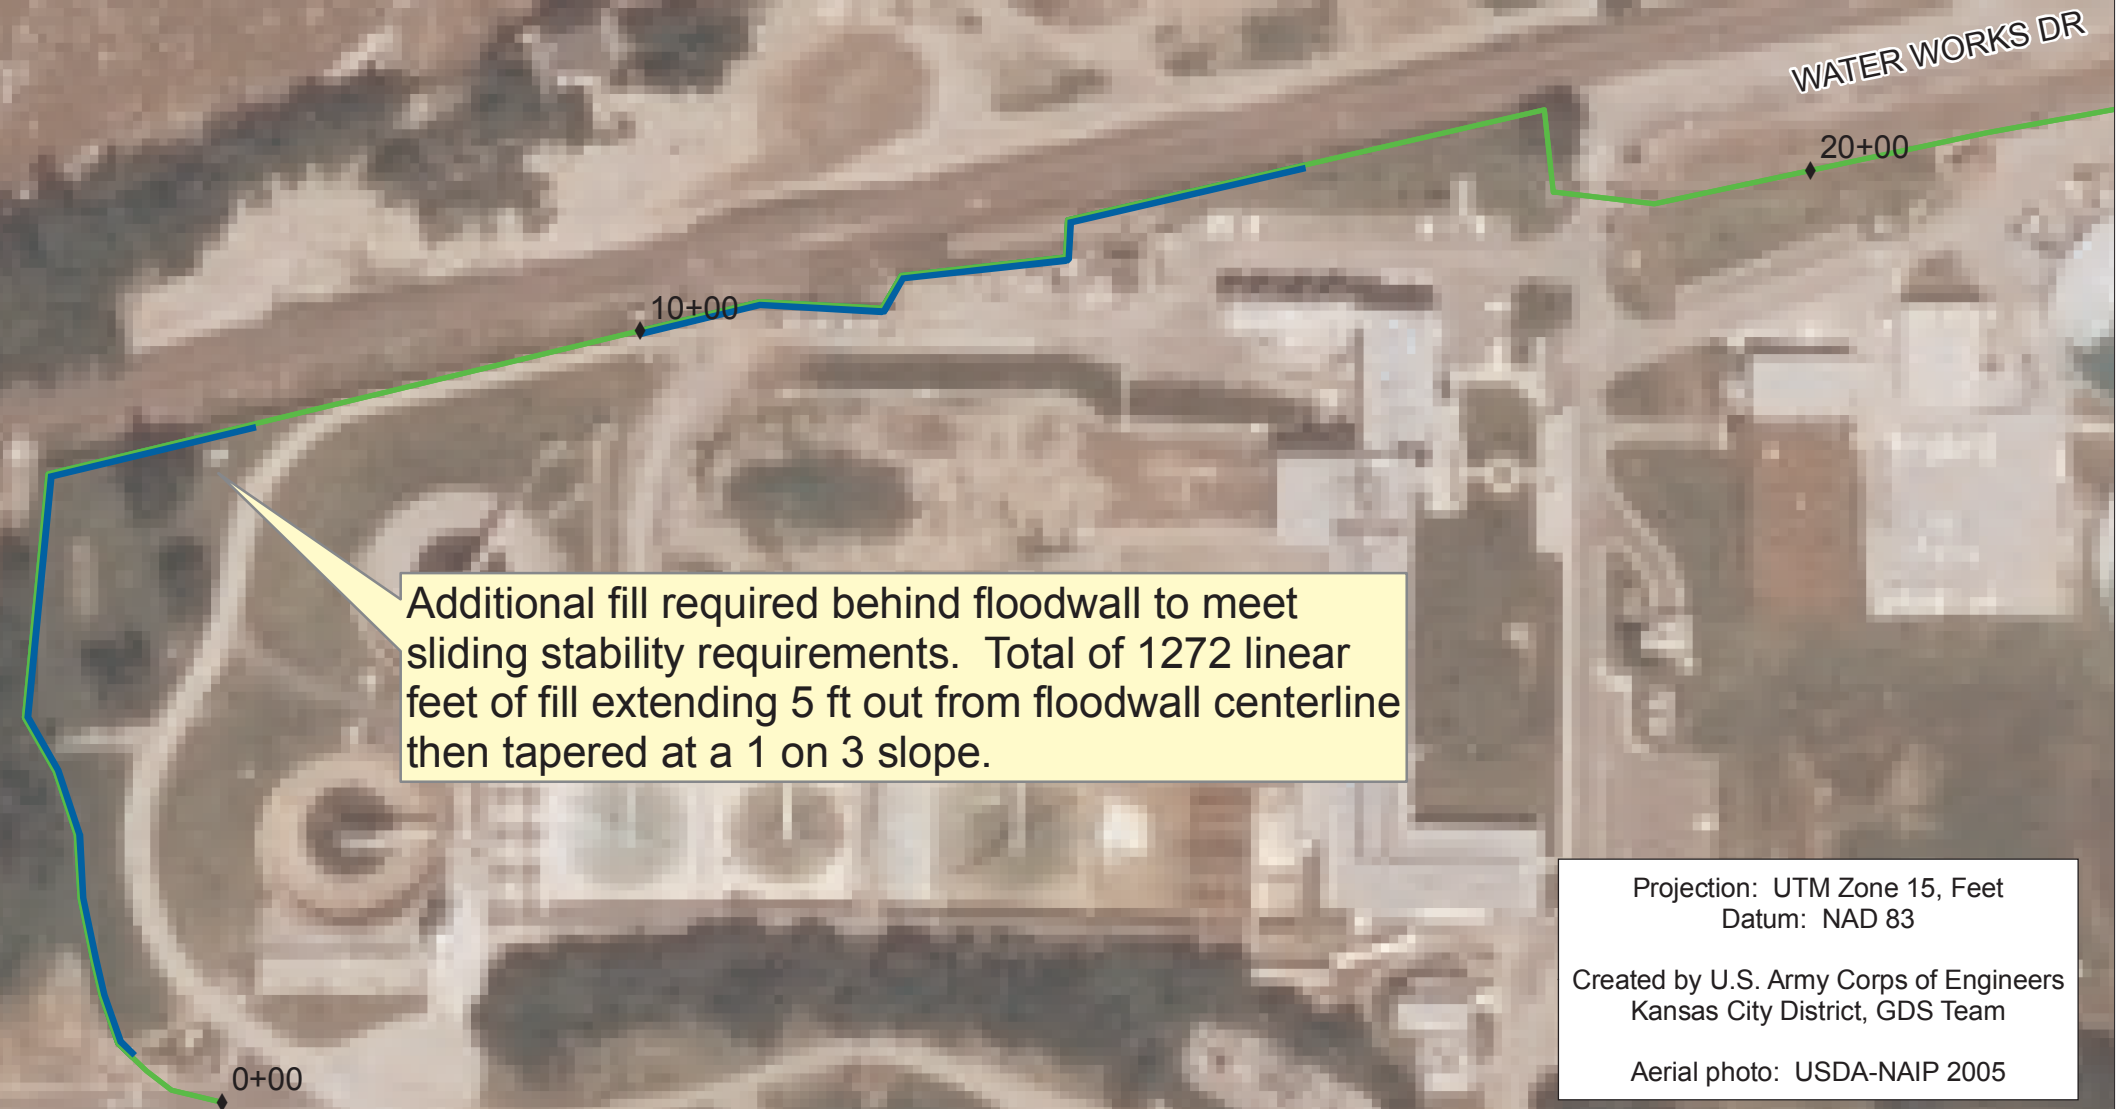 WATER WORKS DR
20+00
10+00
Additional fill required behind floodwall to meet
sliding stability requirements.  Total of 1272 linear
feet of fill extending 5 ft out from floodwall centerline
then tapered at a 1 on 3 slope.
Projection:  UTM Zone 15, Feet
Datum:  NAD 83
Created by U.S. Army Corps of Engineers
Kansas City District, GDS Team
Aerial photo:  USDA-NAIP 2005
0+00